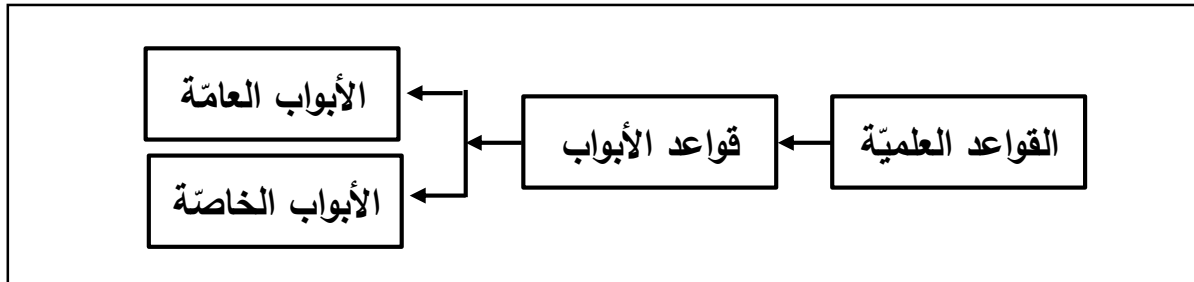 القواعد العلميّة
قواعد الأبواب
الأبواب العامّة
الأبواب الخاصّة